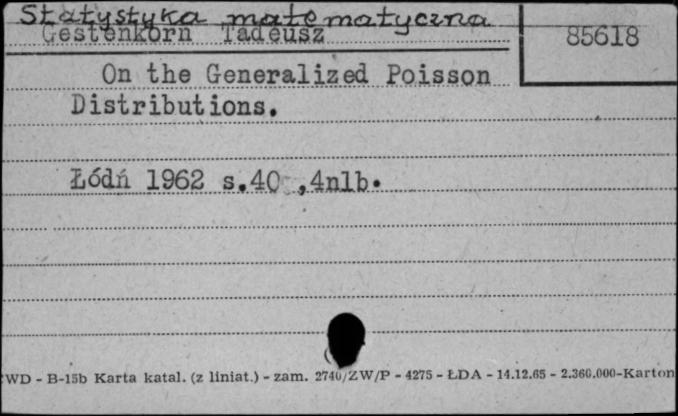 Statystyka matematyczna
Gestenkorn Tadeusz 85618
On the Generalized Poisson
Distributions.
Łódń 1962 s.40 ,4nlb.
WD - B-15b Karta katal. (z liniat.) - zam. 2740/ZW/P - 4275 - ŁDA - 14.12.65 - 2.360.000-Karton